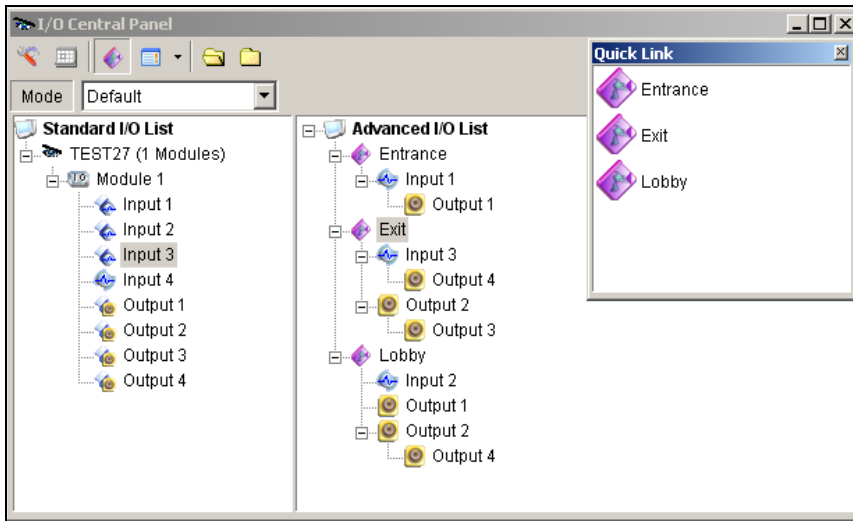 I/O Central Panel
Quick Link
Entrance
Exit
Lobby
Mode Default
Standard I/O List
TEST27 (1 Modules)
Module 1
Input 1
Input 2
Input 3
Input 4
Output 1
Output 2
Output 3
Output 4
Advanced I/O List
Entrance
Input 1
Output 1
Exit
Input 3
Output 4
Output 2
Output 3
Lobby
Input 2
Output 1
Output 2
Output 4